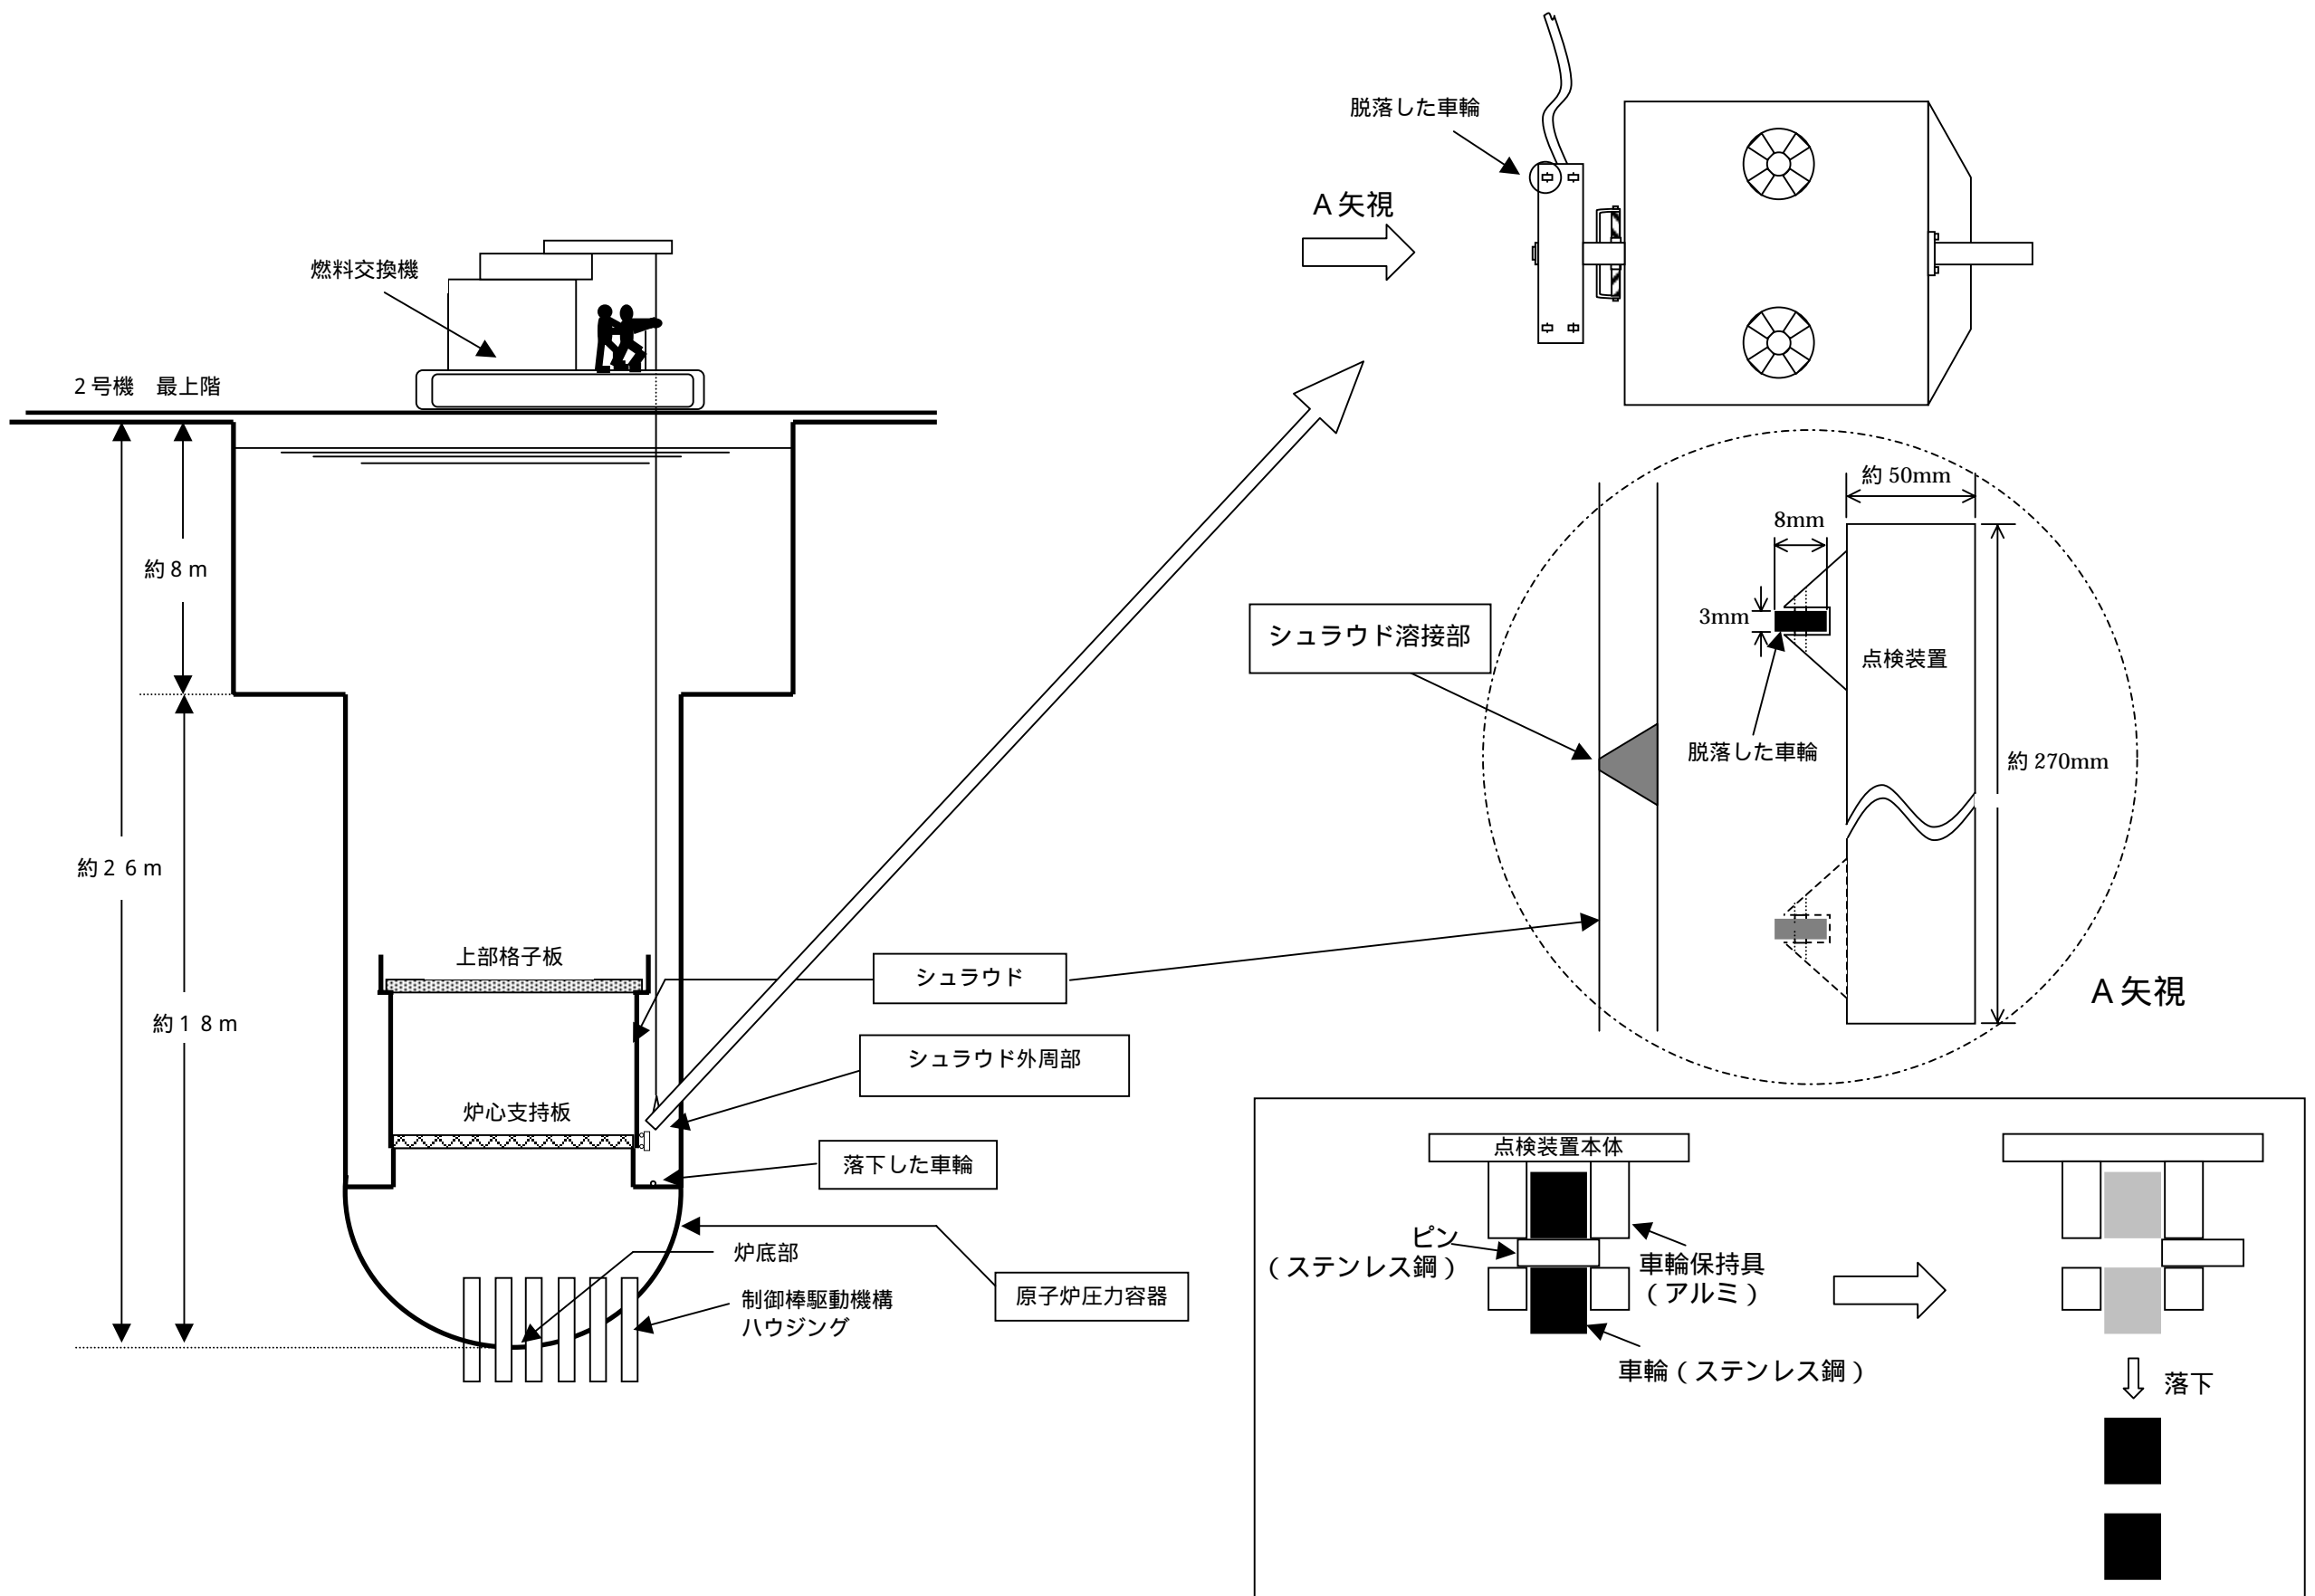 脱落した車輪
A 矢視
燃料交換機
2 号機　最上階
約 50mm
8mm
約 8 m
3mm
シュラウド溶接部
点検装置
脱落した車輪
約 270mm
約 2 6 m
上部格子板
シュラウド
A 矢視
約 1 8 m
シュラウド外周部
炉心支持板
落下した車輪
点検装置本体
ピン
(ステンレス鋼)
車輪保持具
(アルミ)
炉底部
原子炉圧力容器
制御棒駆動機構
ハウジング
車輪(ステンレス鋼)
落下